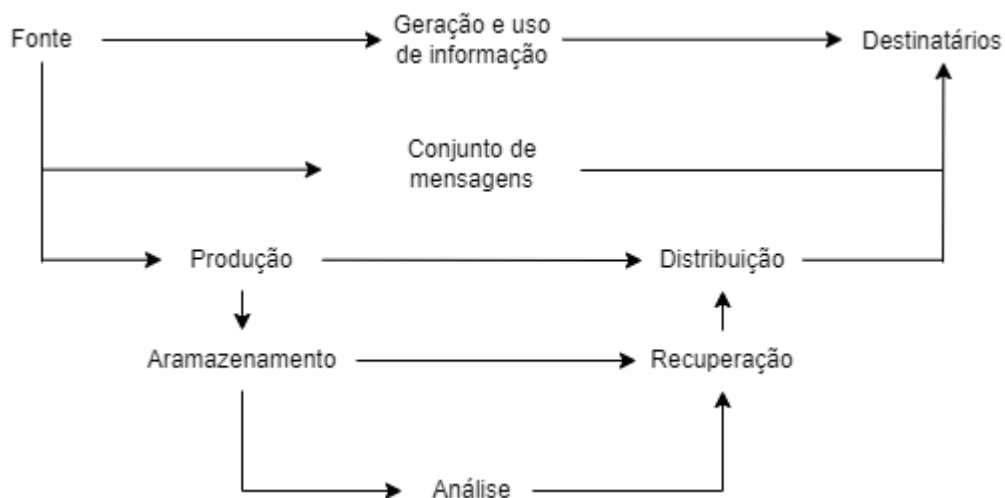 Fonte
Geração e uso
de informação
Destinatários
Conjunto de
mensagens
Produção
Distribuição
Aramazenamento
Recuperação
Análise